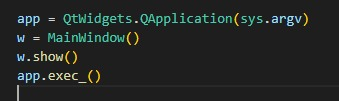 app = QtWidgets.QApplication(sys.argv)
w = MainWindow()
w.show()
app.exec_()